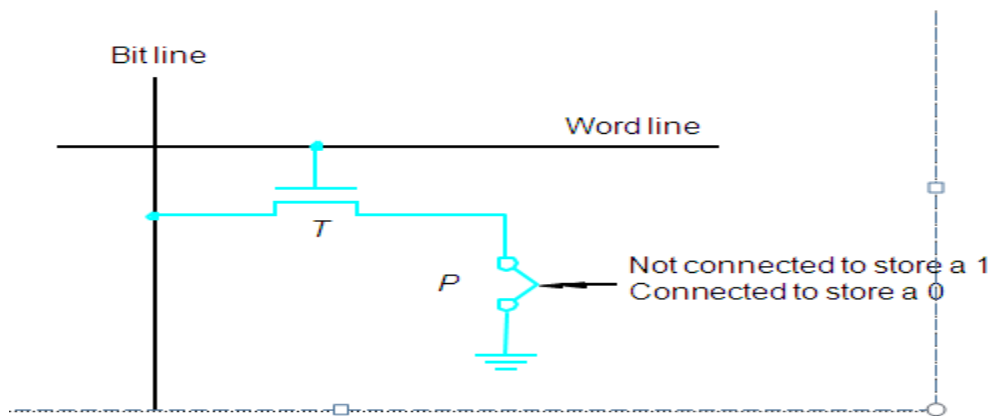 Bit line
Word line
T
P
Not connected to store a 1
Connected to store a 0